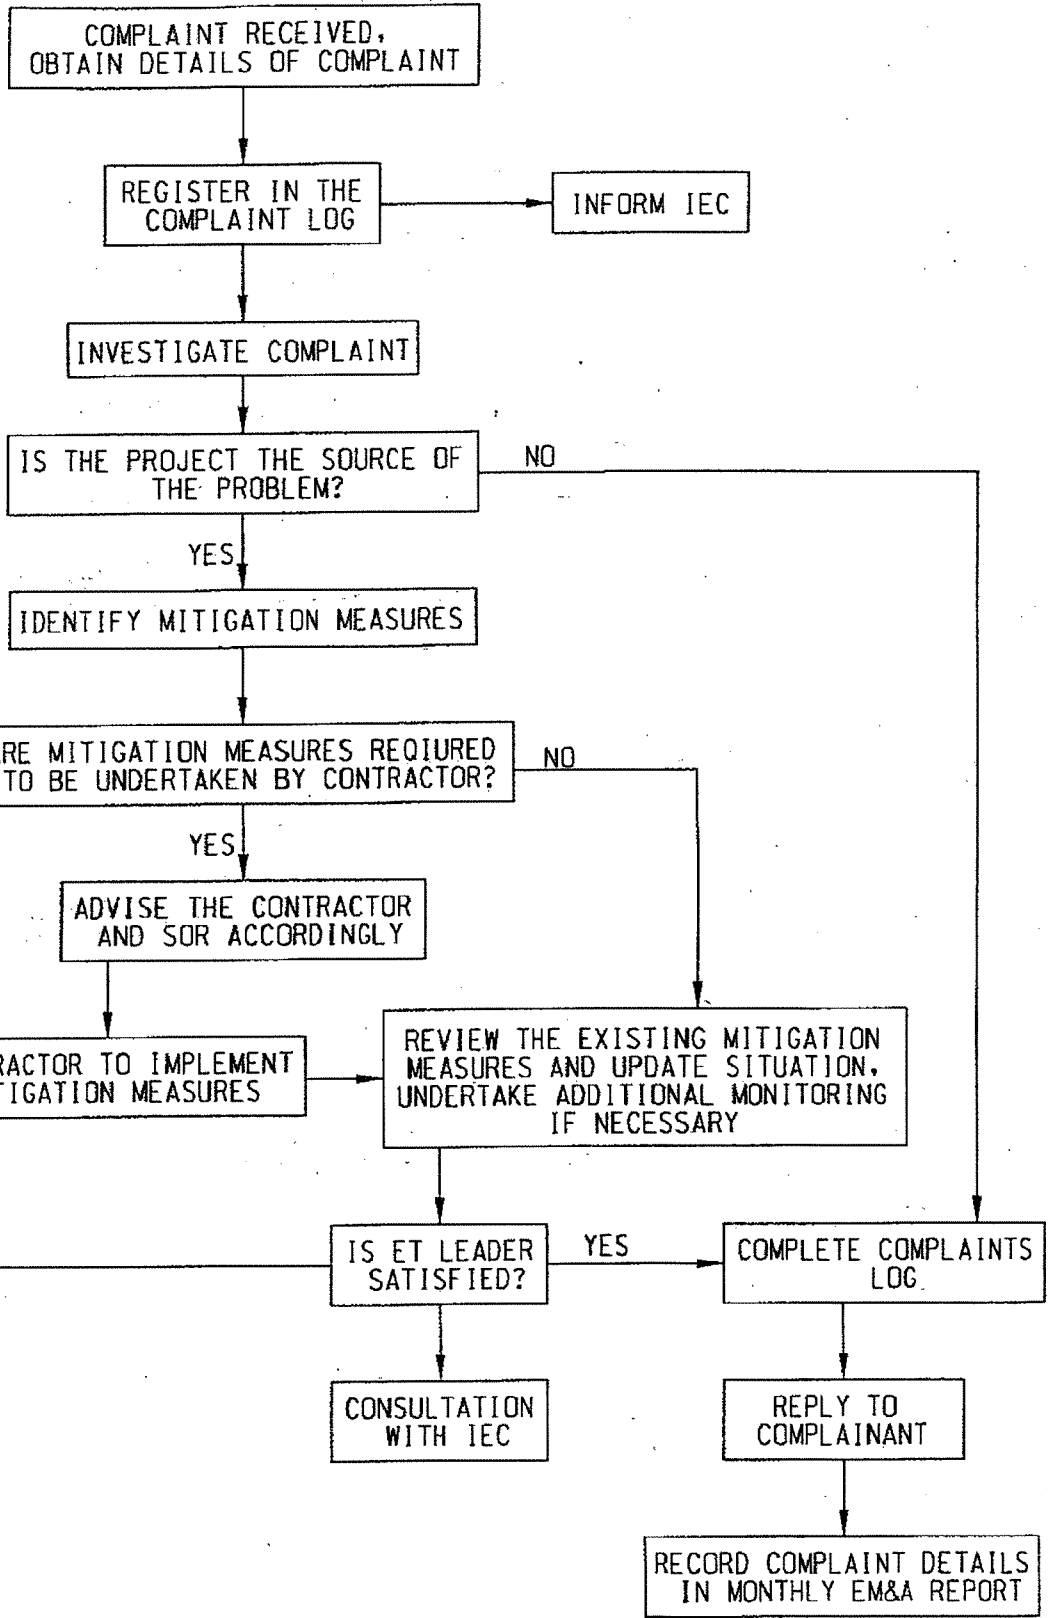 COMPLAINT RECEIVED,
OBTAIN DETAILS OF COMPLAINT
REGISTER IN THE
COMPLAINT LOG
INFORM IEC
INVESTIGATE COMPLAINT
IS THE PROJECT THE SOURCE OF
THE PROBLEM?
NO
YES
IDENTIFY MITIGATION MEASURES
RE MITIGATION MEASURES REQIURED
TO BE UNDERTAKEN BY CONTRACTOR?
NO
YES
ADVISE THE CONTRACTOR
AND SOR ACCORDINGLY
RACTOR TO IMPLEMENT
TIGATION MEASURES
REVIEW THE EXISTING MITIGATION
MEASURES AND UPDATE SITUATION.
UNDERTAKE ADDITIONAL MONITORING
IF NECESSARY
IS ET LEADER
SATISFIED?
YES
COMPLETE COMPLAINTS
LOG
CONSULTATION
WITH IEC
REPLY TO
COMPLAINANT
RECORD COMPLAINT DETAILS
IN MONTHLY EM&A REPORT